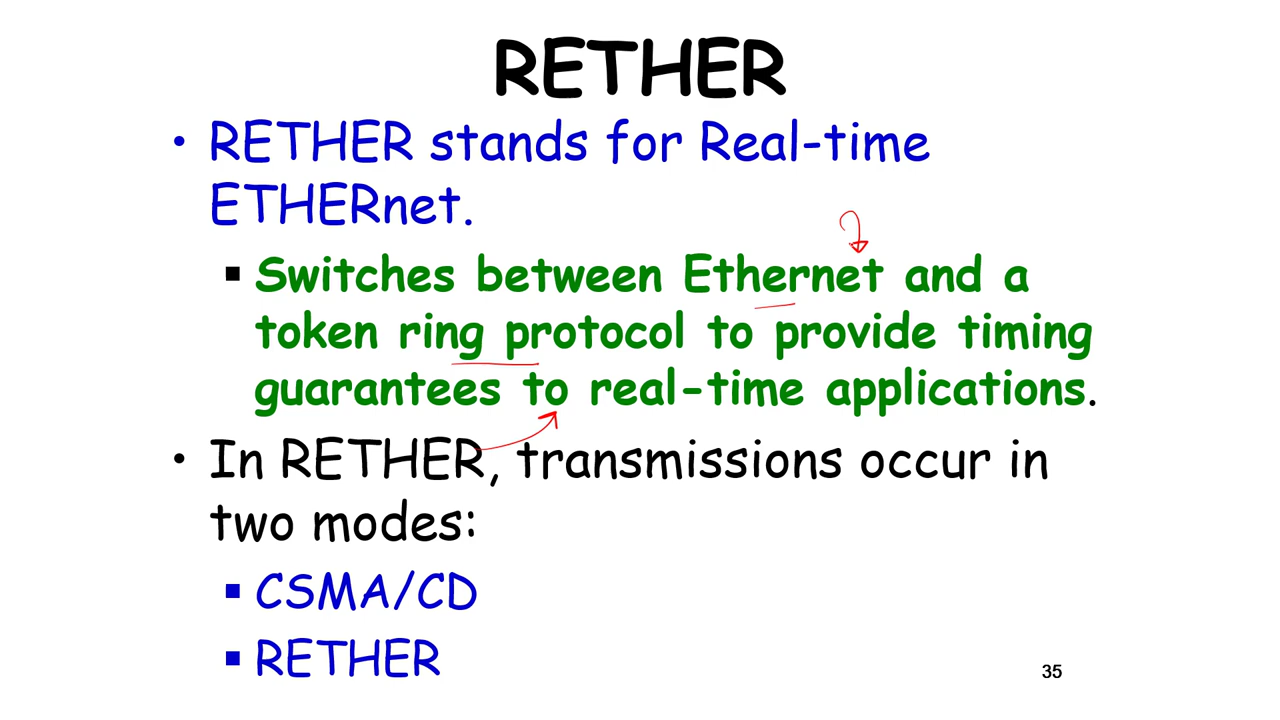 RETHER
• RETHER stands for Real-time
ETHERnet.
▪ Switches between Ethernet and a
token ring protocol to provide timing
guarantees to real-time applications.
• In RETHER, transmissions occur in
two modes:
▪ CSMA/CD
▪ RETHER
35